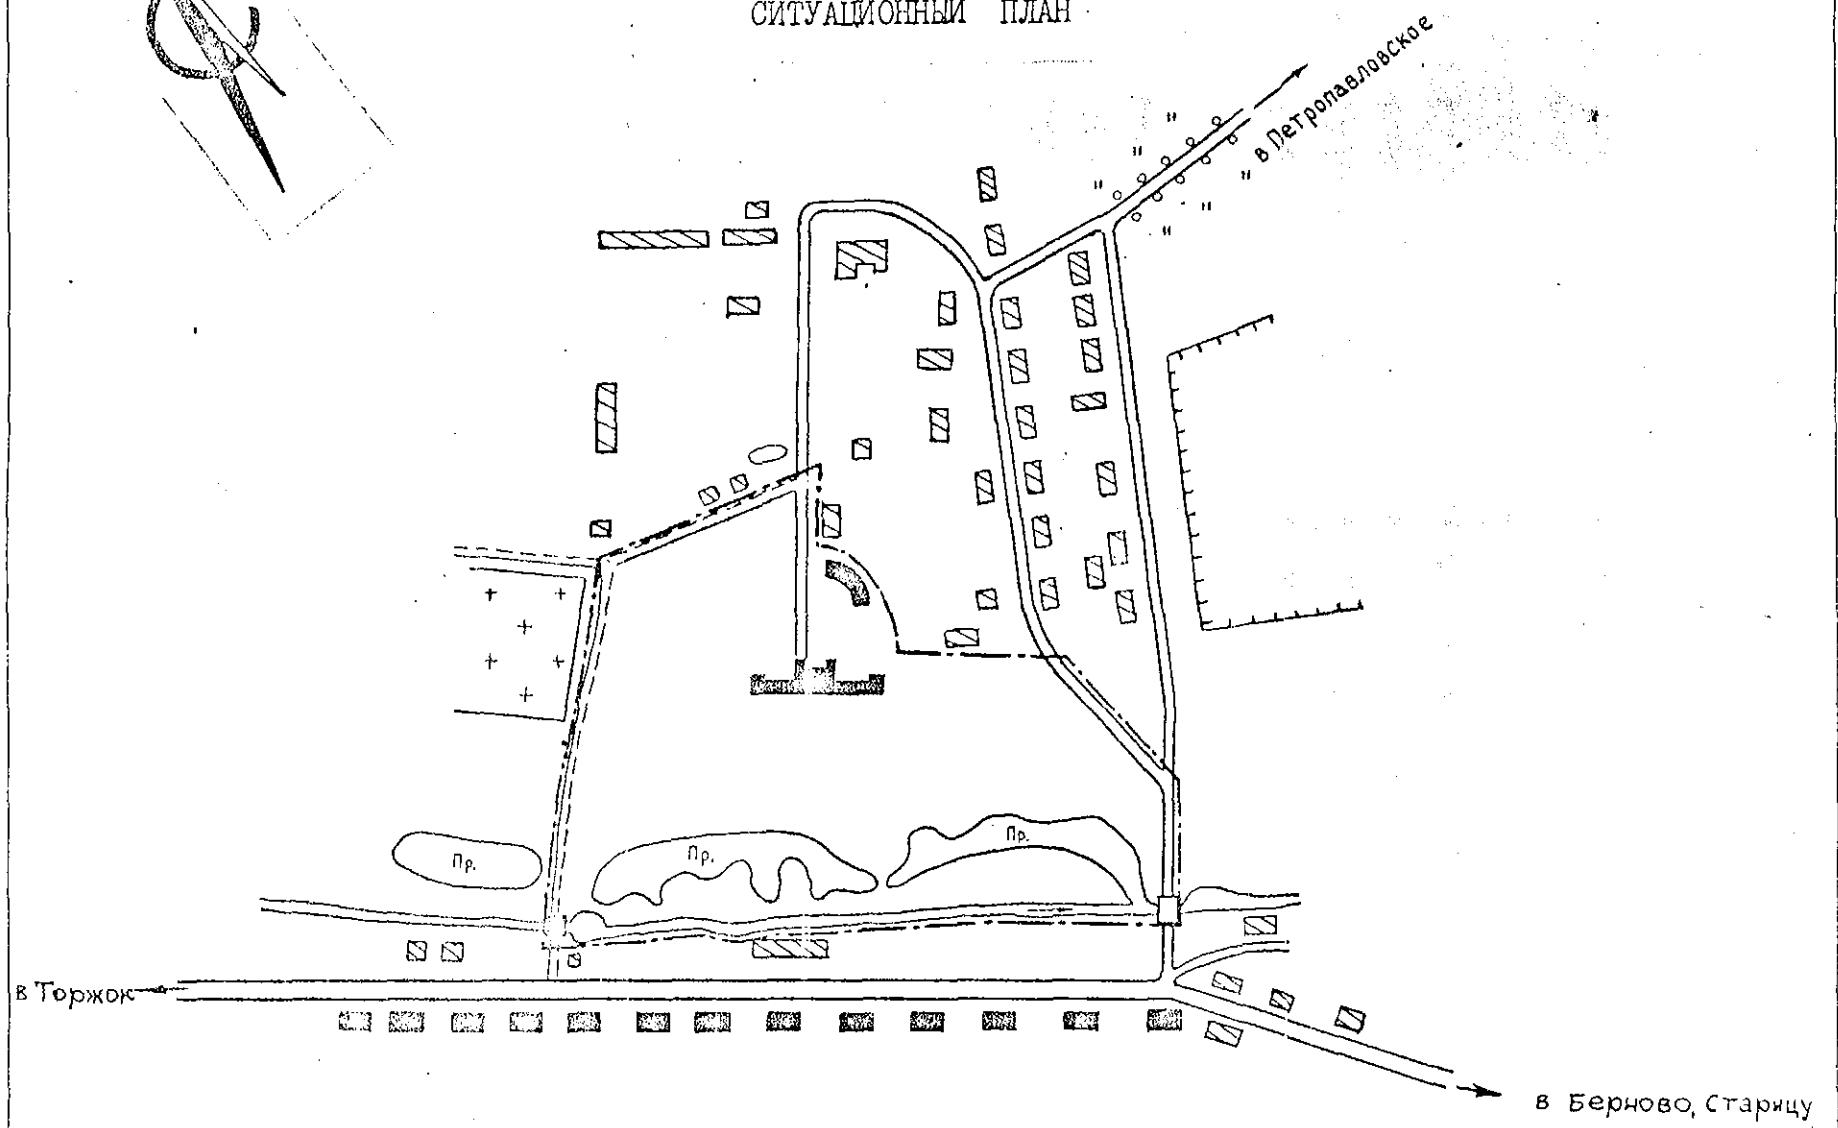 СИТУАЦИОННЫЙ ПЛАН
в Петропавловское
Пр.
Пр.
Пр.
в Торжок
в Берново, Старицу